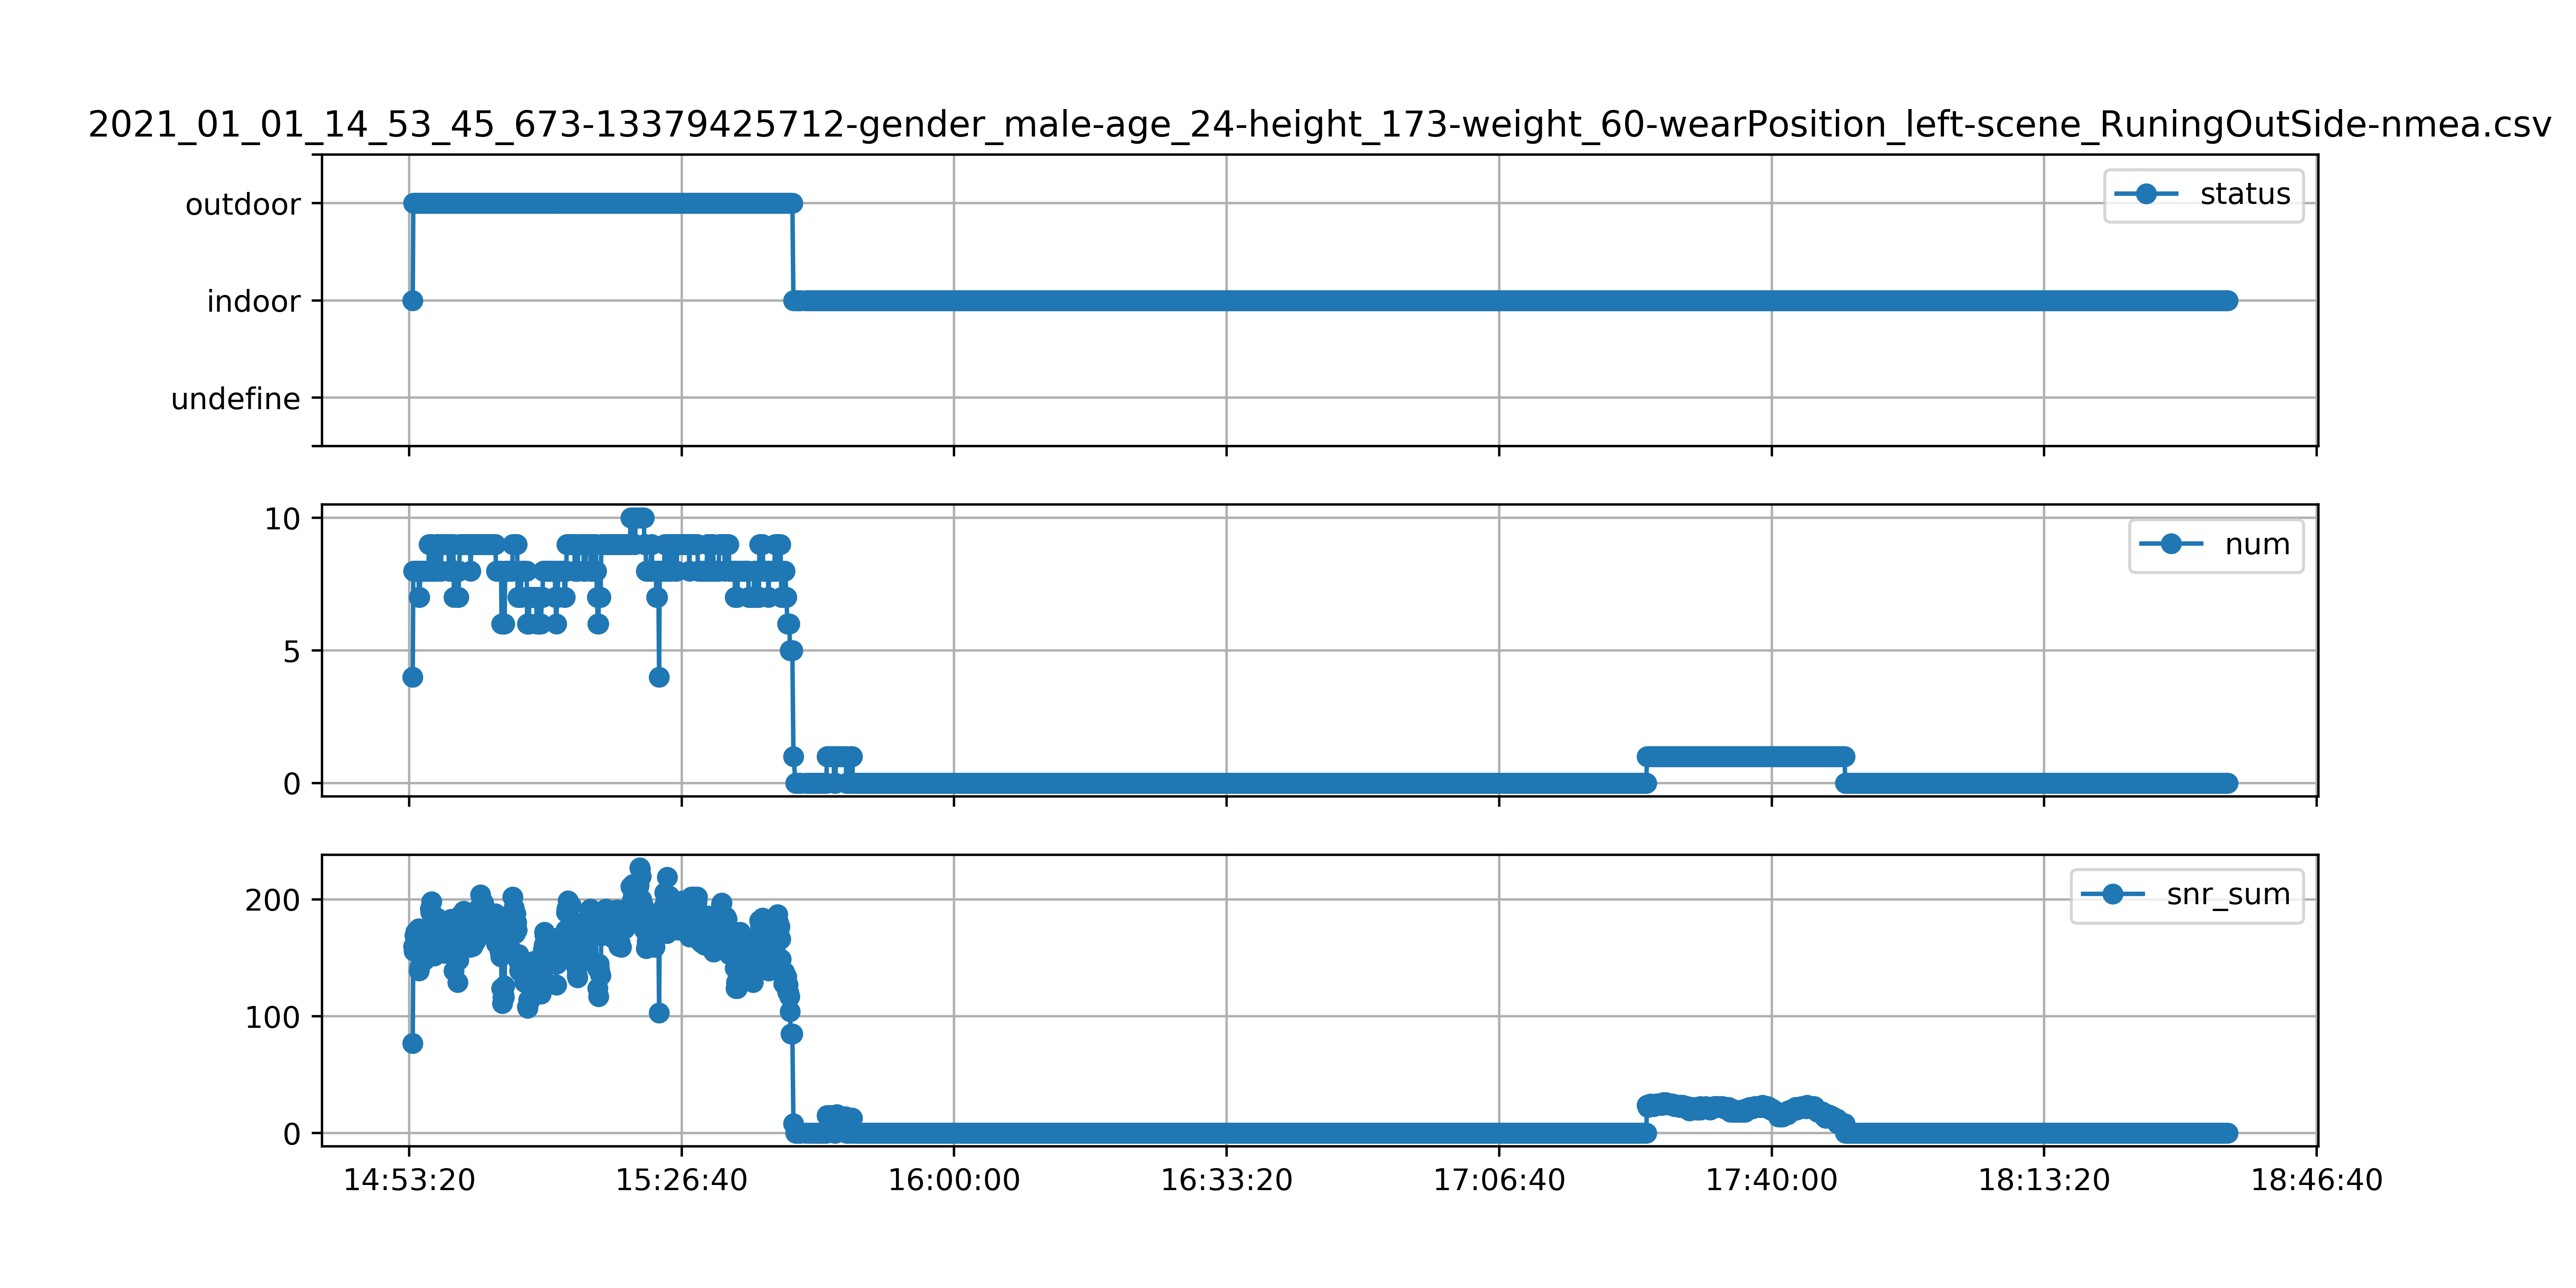 2021_01_01_14_53_45_673-13379425712-gender_male-age_24-height_173-weight_60-wearPosition_left-scene_RuningOutSide-nmea.csv
outdoor
status
indoor
undefine
10
num
5
0
snr_sum
200
100
0
14:53:20 15:26:40 16:00:00 16:33:20 17:06:40 17:40:00 18:13:20 18:46:40